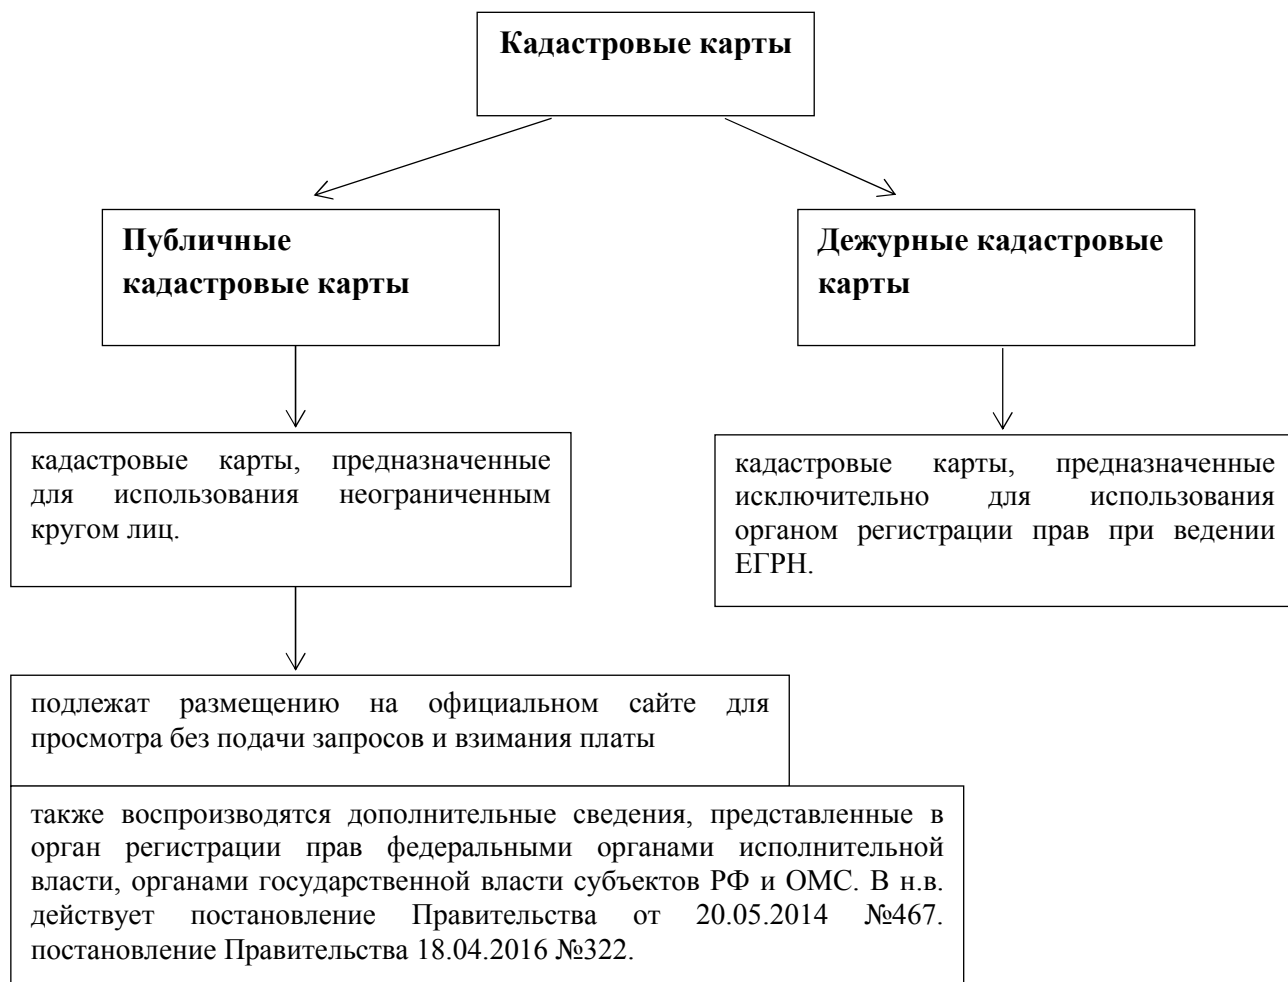 Кадастровые карты
Публичные
кадастровые карты
Дежурные кадастровые
карты
кадастровые карты, предназначенные
для использования неограниченным
кругом лиц.
кадастровые карты, предназначенные
исключительно для использования
органом регистрации прав при ведении
ЕГРН.
подлежат размещению на официальном сайте для
просмотра без подачи запросов и взимания платы
также воспроизводятся дополнительные сведения, представленные в
орган регистрации прав федеральными органами исполнительной
власти, органами государственной власти субъектов РФ и ОМС. В н.в.
действует постановление Правительства от 20.05.2014 №467.
постановление Правительства 18.04.2016 №322.